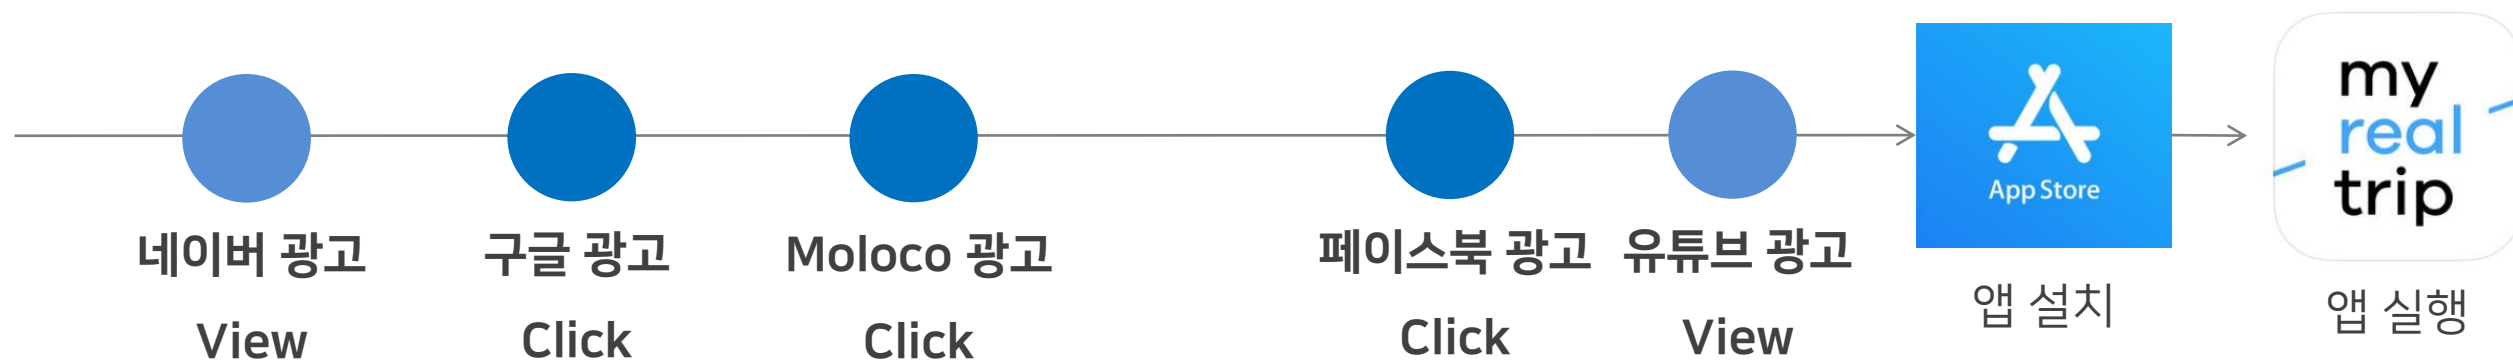 네이버 광고
View
구글 광고
Click
Moloco 광고
Click
페이스북 광고
Click
유튜브 광고
View
App Store
앱 설치
my
real
trip
앱 실행